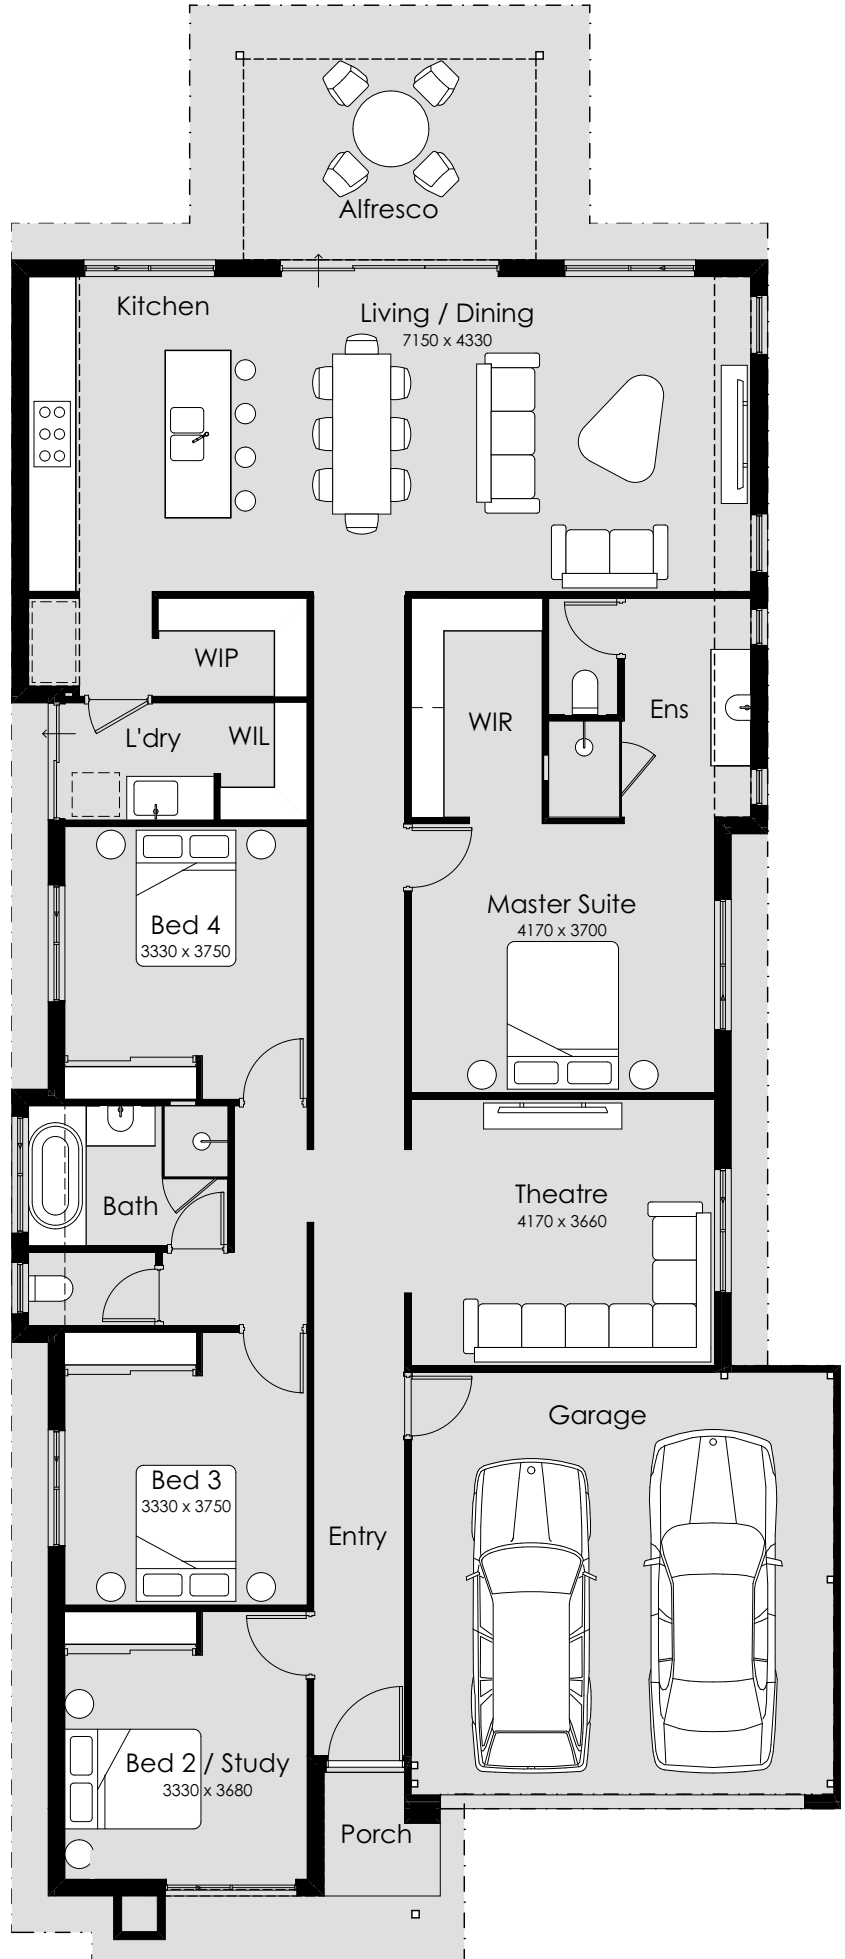 Alfresco
Kitchen
Living / Dining
7150 x 4330
WIP
L'dry
WIL
WIR
Ens
Bed 4
3330 x 3750
Master Suite
4170 x 3700
Bath
Theatre
4170 x 3660
Garage
Bed 3
3330 x 3750
Entry
Bed 2 / Study
3330 x 3680
Porch